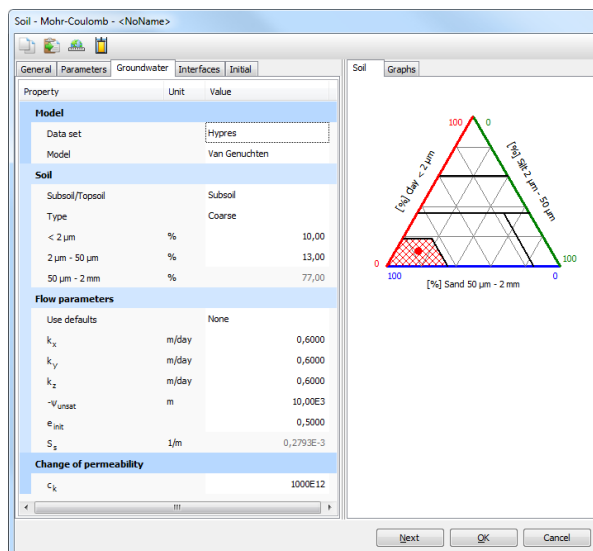 Soil - Mohr-Coulomb - <NoName>
General Parameters Groundwater Interfaces Initial
Property Unit Value
Model
Data set Hypres
Model Van Genuchten
Soil
Subsoil/Topsoil Subsoil
Type Coarse
< 2 µm % 10,00
2 µm - 50 µm % 13,00
50 µm - 2 mm % 77,00
Flow parameters
Use defaults None
kx m/day 0,6000
ky m/day 0,6000
kz m/day 0,6000
-ψunsat m 10,00E3
einit 0,5000
Ss 1/m 0,2793E-3
Change of permeability
ck 1000E12
Soil Graphs
100 0
[%] Clay < 2 µm
[%] Silt 2 µm - 50 µm
0 100
100 0
[%] Sand 50 µm - 2 mm
Next OK Cancel